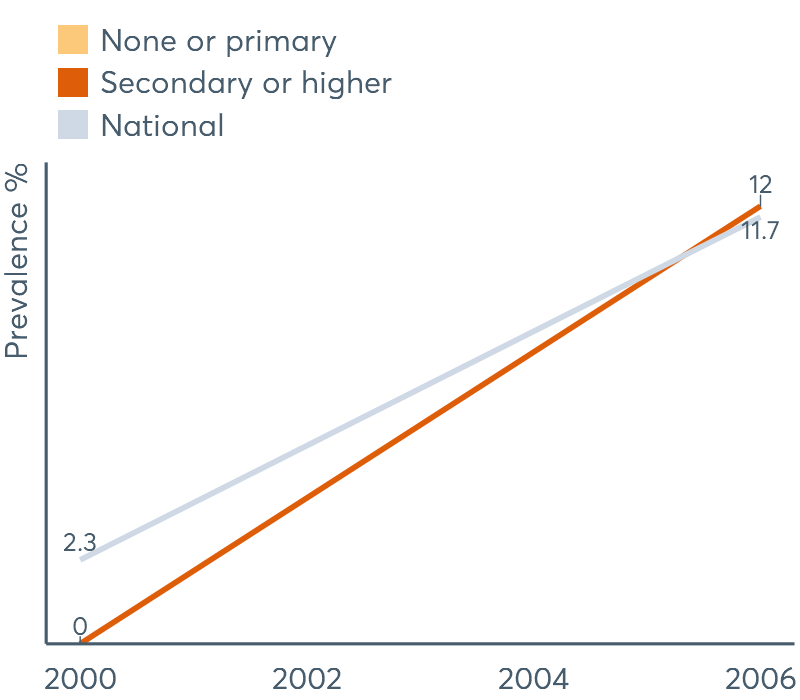 None or primary
Secondary or higher
National
Prevalence %
12
11.7
2.3
0
2000 2002 2004 2006